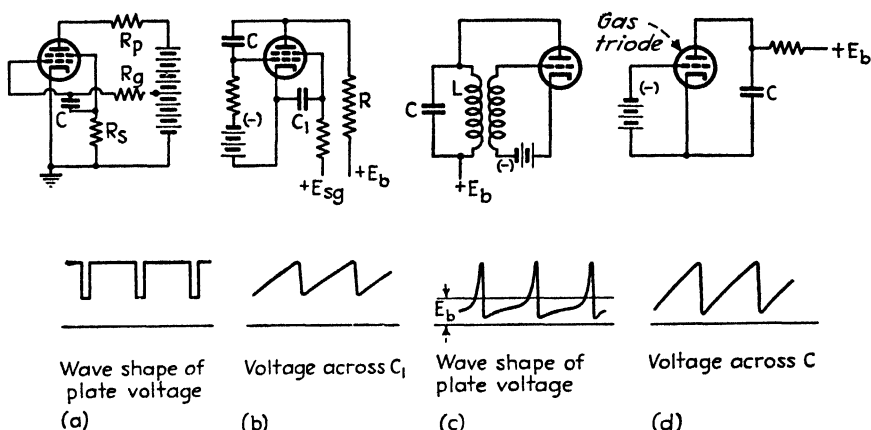 Rp
Rg
C
Rs
C
(-)
C1
R
+Esg
+Eb
C
L
(-)
+Eb
Gas
triode
(-)
C
+Eb
Wave shape of
plate voltage
(a)
Voltage across C1
(b)
Eb
Wave shape of
plate voltage
(c)
Voltage across C
(d)